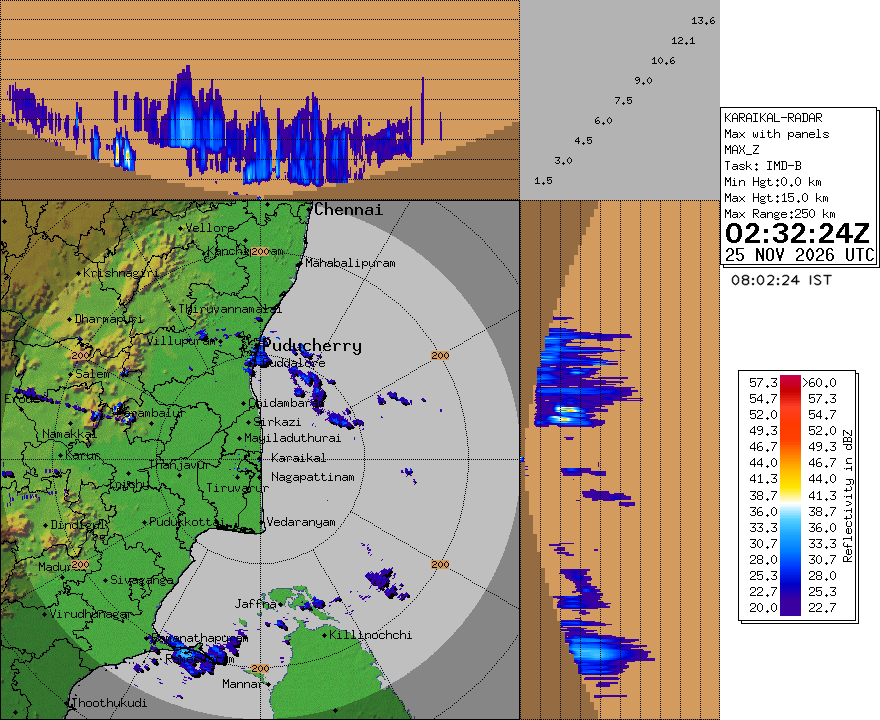 13.6
12.1
10.6
9.0
7.5
6.0
4.5
3.0
1.5
KARAIKAL-RADAR
Max with panels
MAX_Z
Task: IMD-B
Min Hgt:0.0 km
Max Hgt:15.0 km
Max Range:250 km
02:32:24Z
25 NOV 2026 UTC
08:02:24 IST
Chennai
Vellore
200
Mahabalipuram
Krishnagiri
Thiruvannamalai
Dharmapuri
Villupuram
Puducherry
200
200
Salem
Chidambaram
Sirkazi
Namakkal
Mayiladuthurai
Karur
Thanjavur
Karaikal
Nagapattinam
Tiruvarur
Pudukkottai
Vedaranyam
Dindigul
200
200
Sivaganga
Jaffna
Virudhunagar
Killinochchi
200
Mannar
Thoothukudi
57.3 >60.0
54.7 57.3
52.0 54.7
49.3 52.0
46.7 49.3
44.0 46.7
41.3 44.0
38.7 41.3
36.0 38.7
33.3 36.0
30.7 33.3
28.0 30.7
25.3 28.0
22.7 25.3
20.0 22.7
Reflectivity in dBZ